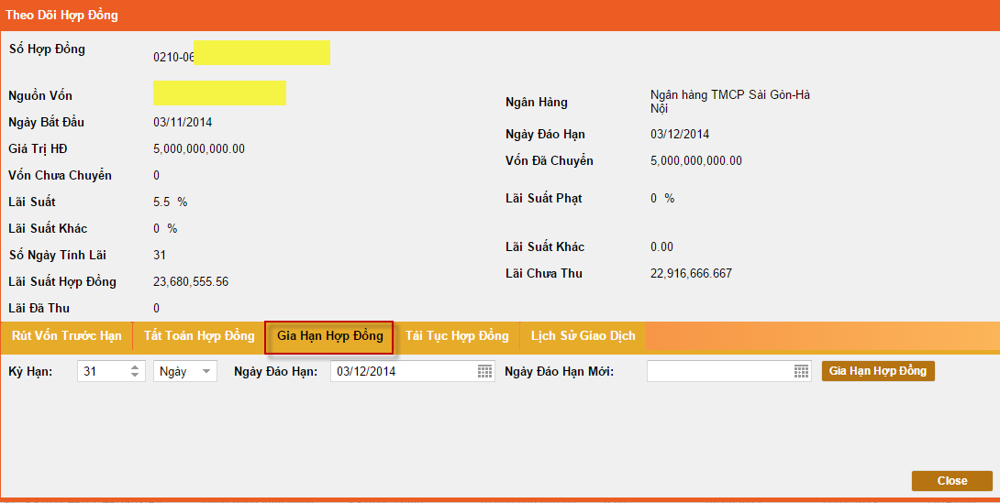 Theo Dõi Hợp Đồng
Số Hợp Đồng
0210-06
Nguồn Vốn
Ngân Hàng
Ngân hàng TMCP Sài Gòn-Hà
Nội
Ngày Bắt Đầu
03/11/2014
Ngày Đáo Hạn
03/12/2014
Giá Trị HĐ
5,000,000,000.00
Vốn Đã Chuyển
5,000,000,000.00
Vốn Chưa Chuyển
0
Lãi Suất
5.5 %
Lãi Suất Phạt
0 %
Lãi Suất Khác
0 %
Lãi Suất Khác
0.00
Số Ngày Tính Lãi
31
Lãi Chưa Thu
22,916,666.667
Lãi Suất Hợp Đồng
23,680,555.56
Lãi Đã Thu
0
Rút Vốn Trước Hạn Tất Toán Hợp Đồng Gia Hạn Hợp Đồng Tái Tục Hợp Đồng Lịch Sử Giao Dịch
Kỳ Hạn: 31 Ngày Ngày Đáo Hạn: 03/12/2014 Ngày Đáo Hạn Mới: Gia Hạn Hợp Đồng
Close